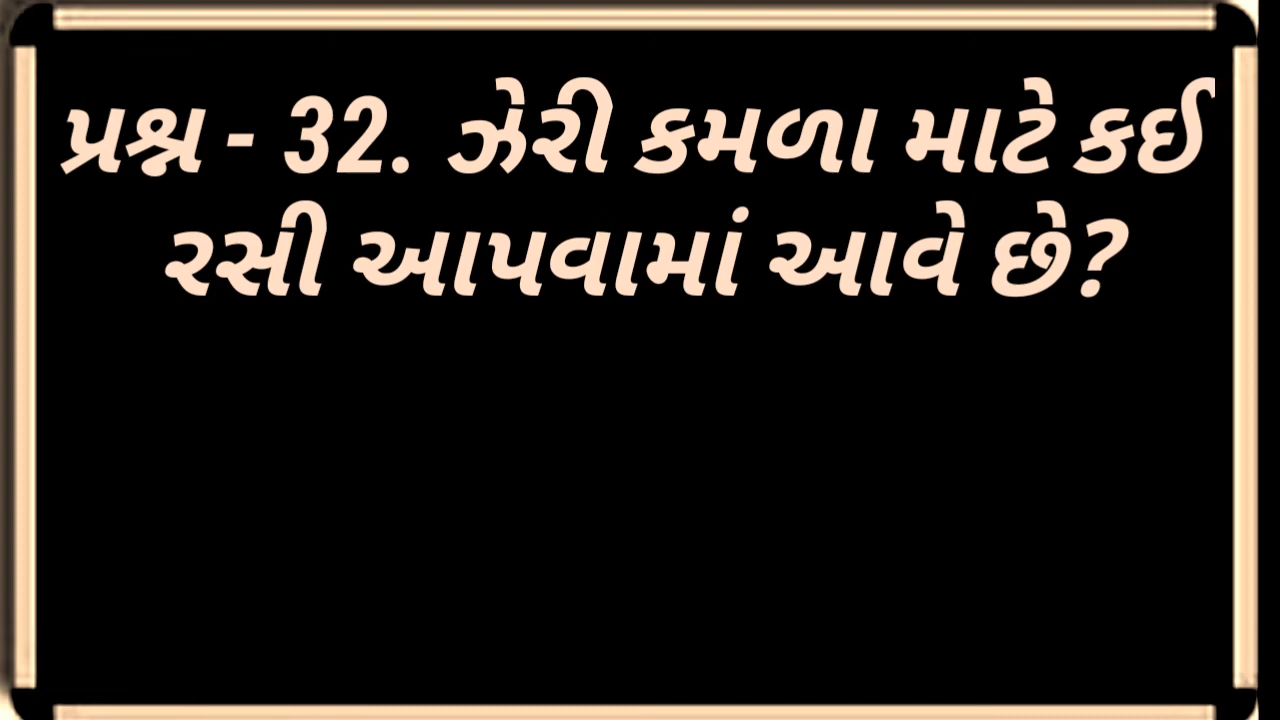 પ્રશ્ન - 32. ઝેરી કમળા માટે કઈ
રસી આપવામાં આવે છે?